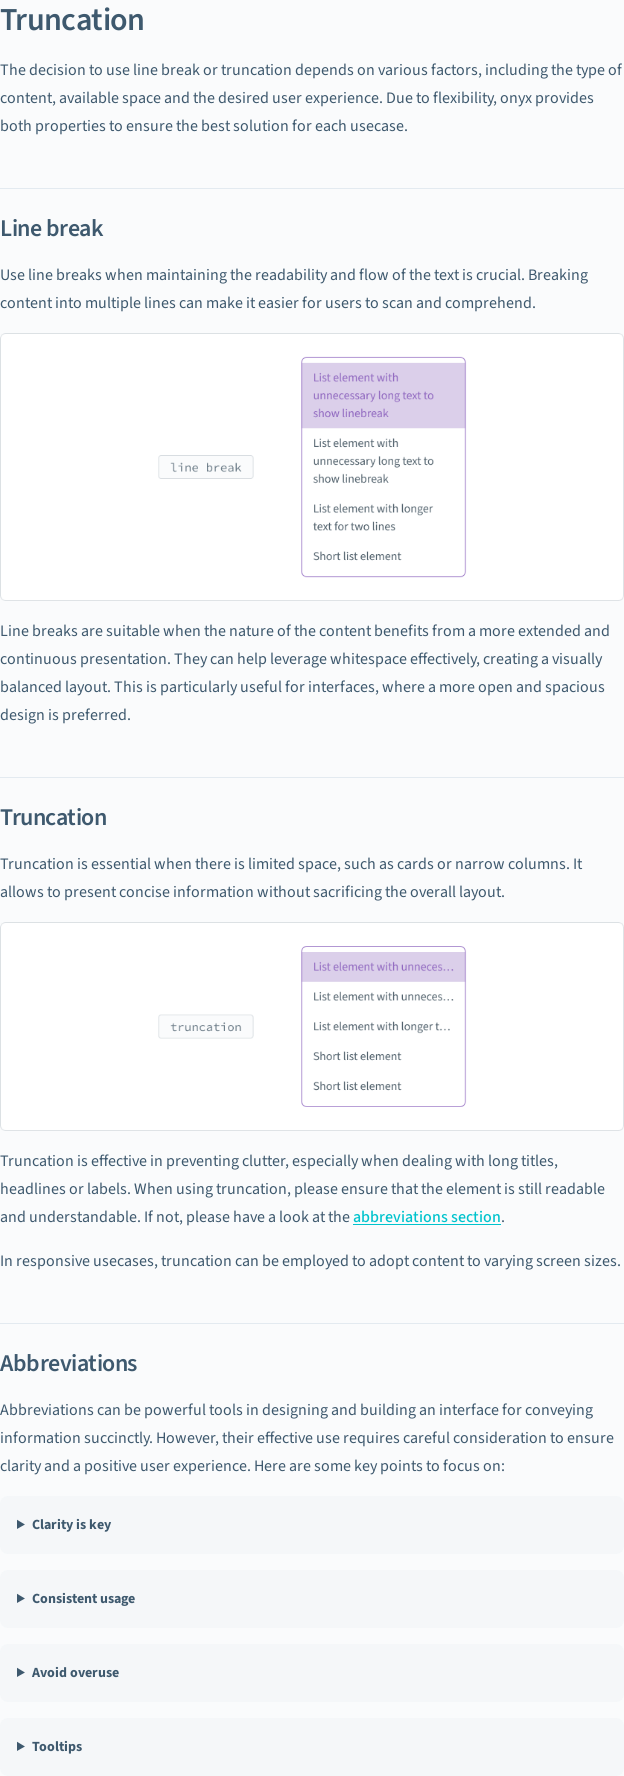 Truncation
The decision to use line break or truncation depends on various factors, including the type of
content, available space and the desired user experience. Due to flexibility, onyx provides
both properties to ensure the best solution for each usecase.
Line break
Use line breaks when maintaining the readability and flow of the text is crucial. Breaking
content into multiple lines can make it easier for users to scan and comprehend.
line break
List element with
unnecessary long text to
show linebreak
List element with
unnecessary long text to
show linebreak
List element with longer
text for two lines
Short list element
Line breaks are suitable when the nature of the content benefits from a more extended and
continuous presentation. They can help leverage whitespace effectively, creating a visually
balanced layout. This is particularly useful for interfaces, where a more open and spacious
design is preferred.
Truncation
Truncation is essential when there is limited space, such as cards or narrow columns. It
allows to present concise information without sacrificing the overall layout.
truncation
List element with unneces...
List element with unneces...
List element with longer t...
Short list element
Short list element
Truncation is effective in preventing clutter, especially when dealing with long titles,
headlines or labels. When using truncation, please ensure that the element is still readable
and understandable. If not, please have a look at the abbreviations section.
In responsive usecases, truncation can be employed to adopt content to varying screen sizes.
Abbreviations
Abbreviations can be powerful tools in designing and building an interface for conveying
information succinctly. However, their effective use requires careful consideration to ensure
clarity and a positive user experience. Here are some key points to focus on:
Clarity is key
Consistent usage
Avoid overuse
Tooltips